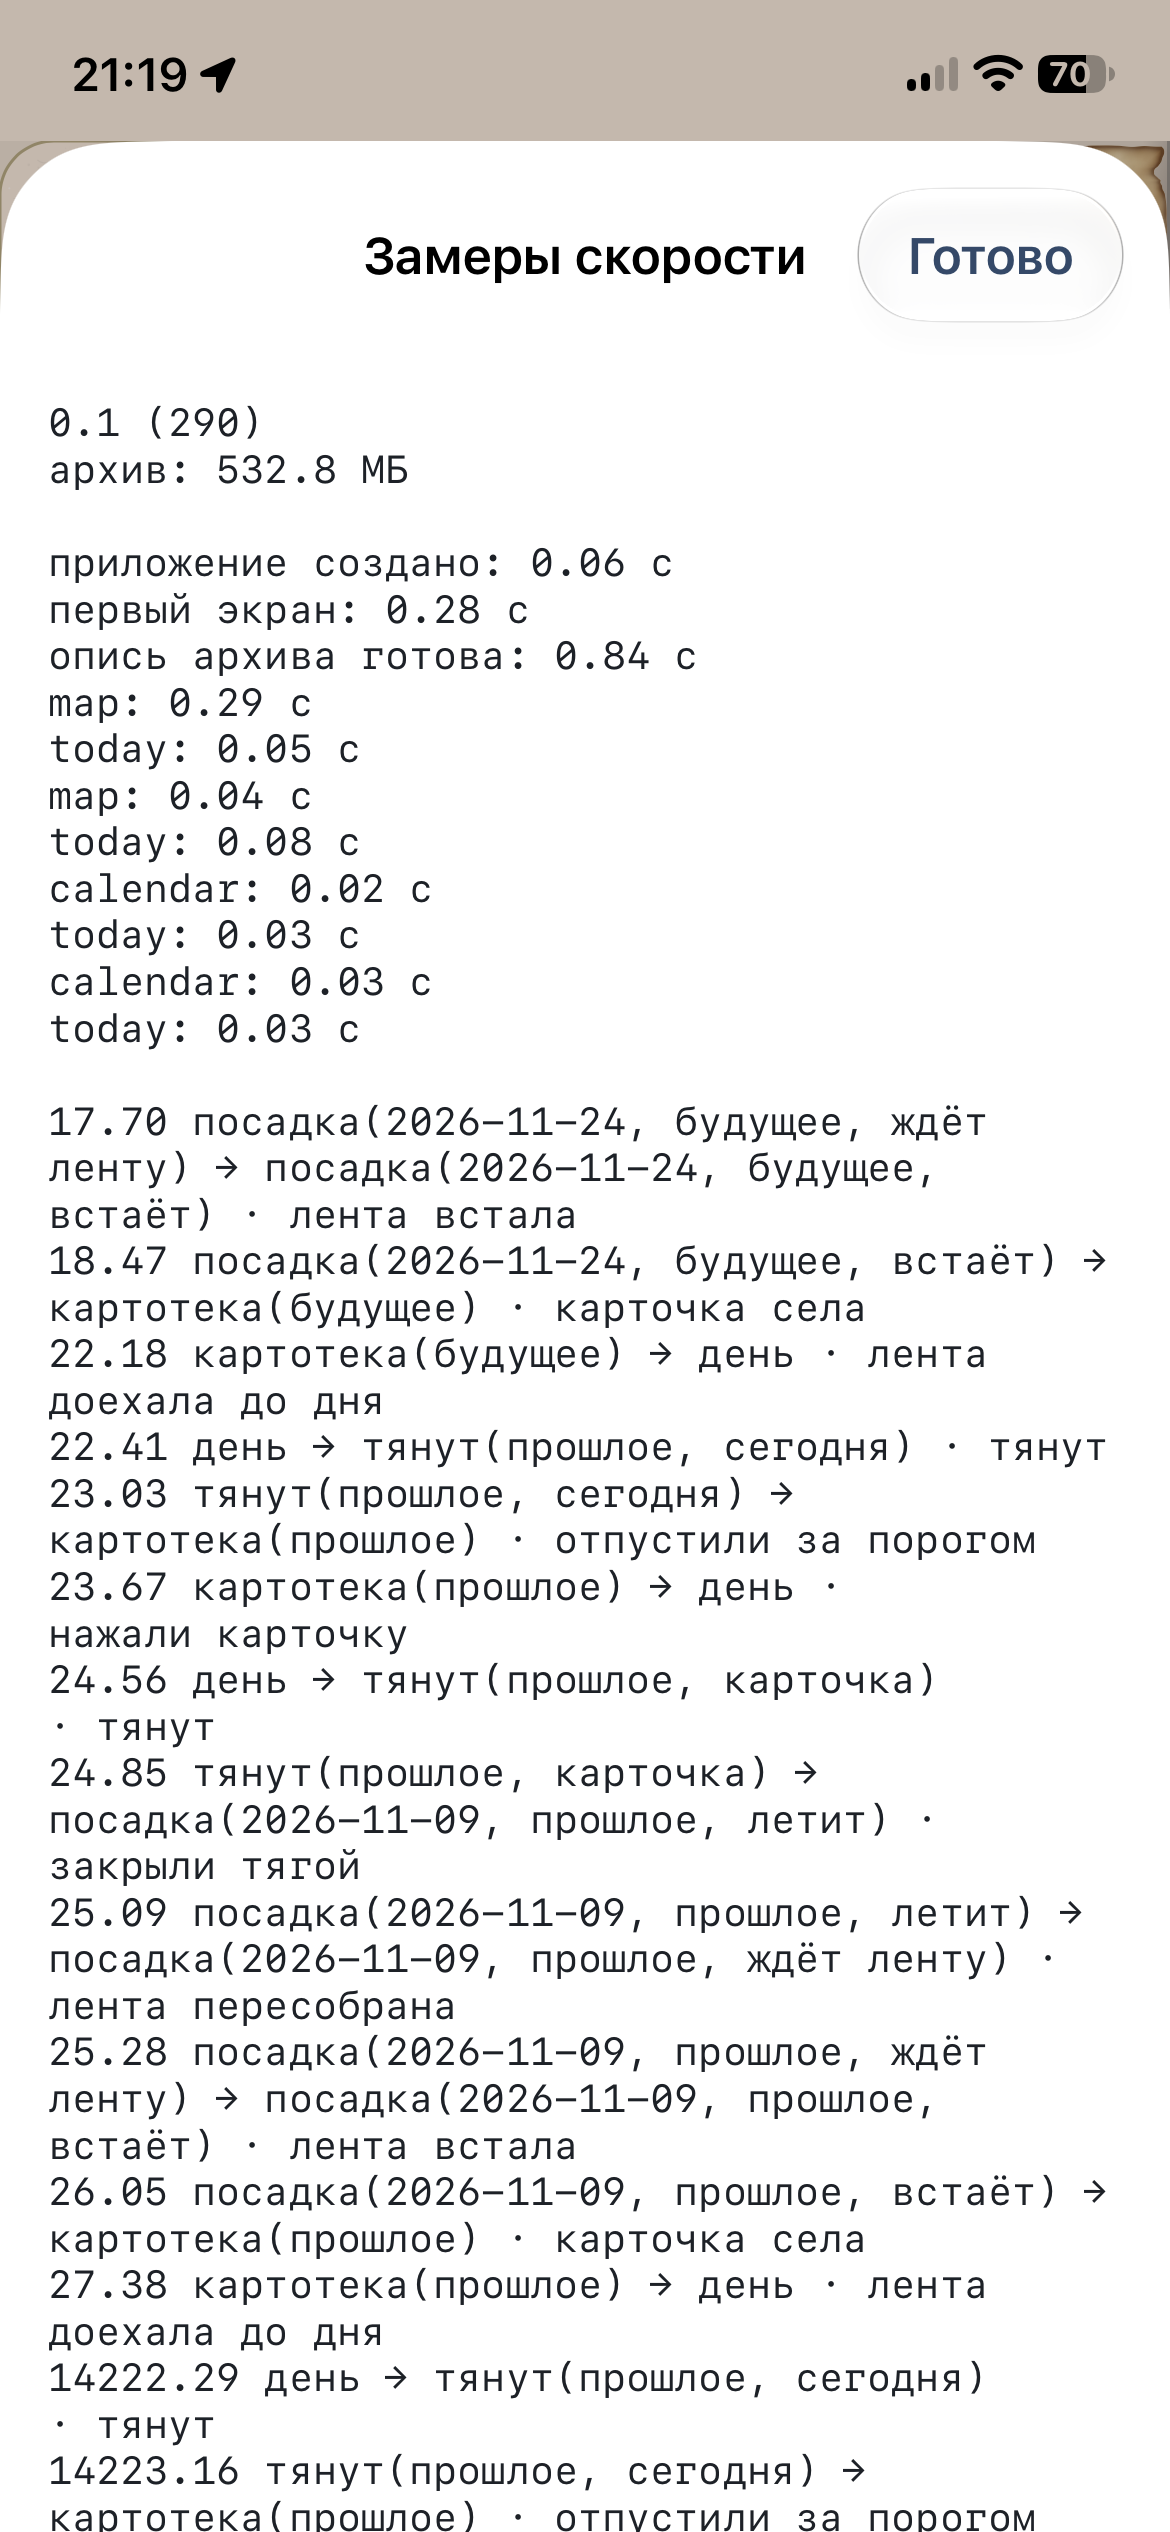 21:19
70
Замеры скорости
Готово
0.1 (290)
архив: 532.8 МБ
приложение создано: 0.06 с
первый экран: 0.28 с
опись архива готова: 0.84 с
map: 0.29 с
today: 0.05 с
map: 0.04 с
today: 0.08 с
calendar: 0.02 с
today: 0.03 с
calendar: 0.03 с
today: 0.03 с
17.70 посадка(2026–11–24, будущее, ждёт
ленту) → посадка(2026–11–24, будущее,
встаёт) · лента встала
18.47 посадка(2026–11–24, будущее, встаёт) →
картотека(будущее) · карточка села
22.18 картотека(будущее) → день · лента
доехала до дня
22.41 день → тянут(прошлое, сегодня) · тянут
23.03 тянут(прошлое, сегодня) →
картотека(прошлое) · отпустили за порогом
23.67 картотека(прошлое) → день ·
нажали карточку
24.56 день → тянут(прошлое, карточка)
· тянут
24.85 тянут(прошлое, карточка) →
посадка(2026–11–09, прошлое, летит) ·
закрыли тягой
25.09 посадка(2026–11–09, прошлое, летит) →
посадка(2026–11–09, прошлое, ждёт ленту) ·
лента пересобрана
25.28 посадка(2026–11–09, прошлое, ждёт
ленту) → посадка(2026–11–09, прошлое,
встаёт) · лента встала
26.05 посадка(2026–11–09, прошлое, встаёт) →
картотека(прошлое) · карточка села
27.38 картотека(прошлое) → день · лента
доехала до дня
14222.29 день → тянут(прошлое, сегодня)
· тянут
14223.16 тянут(прошлое, сегодня) →
картотека(прошлое) · отпустили за порогом